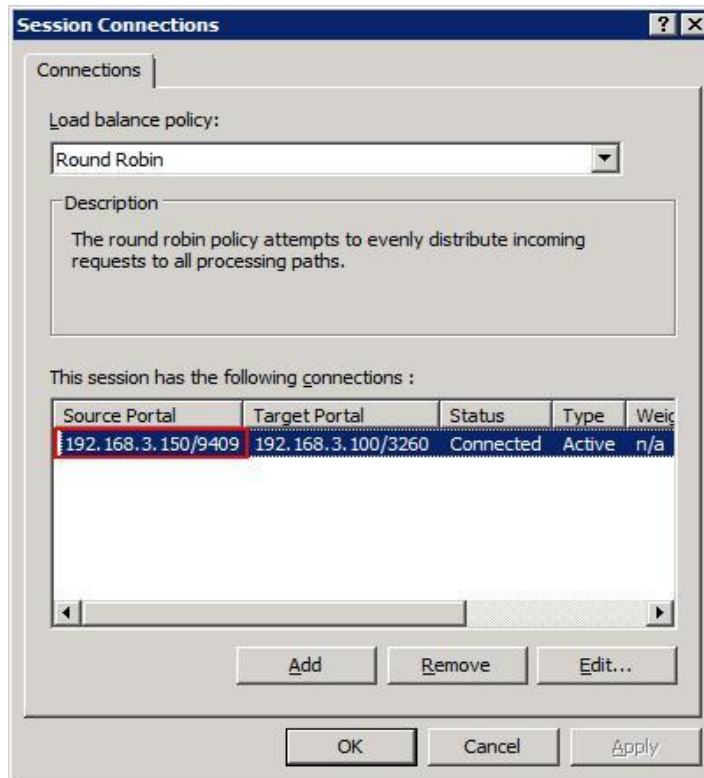 Session Connections
Connections
Load balance policy:
Round Robin
Description
The round robin policy attempts to evenly distribute incoming
requests to all processing paths.
This session has the following connections :
Source Portal Target Portal Status Type Weig
192.168.3.150/9409 192.168.3.100/3260 Connected Active n/a
Add Remove Edit...
OK Cancel Apply